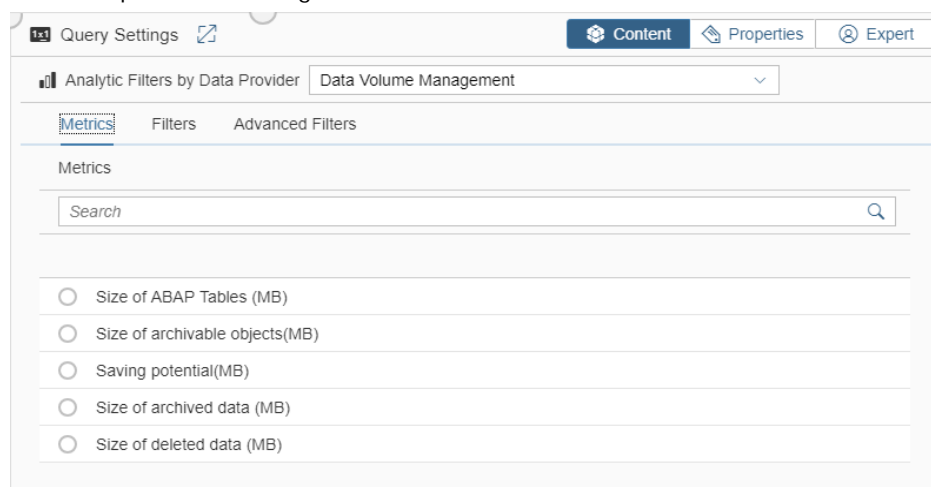 Query Settings Content Properties Expert
Analytic Filters by Data Provider Data Volume Management
Metrics Filters Advanced Filters
Metrics
Search
Size of ABAP Tables (MB)
Size of archivable objects(MB)
Saving potential(MB)
Size of archived data (MB)
Size of deleted data (MB)